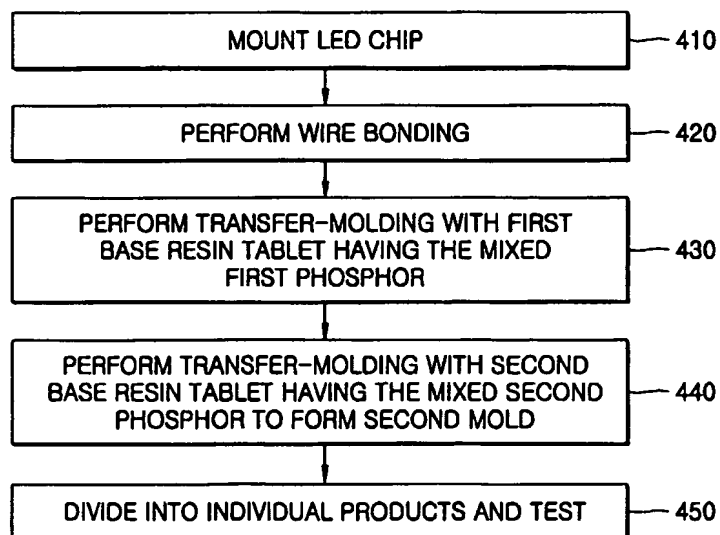 MOUNT LED CHIP 410
PERFORM WIRE BONDING 420
PERFORM TRANSFER-MOLDING WITH FIRST
BASE RESIN TABLET HAVING THE MIXED 430
FIRST PHOSPHOR
PERFORM TRANSFER-MOLDING WITH SECOND
BASE RESIN TABLET HAVING THE MIXED SECOND 440
PHOSPHOR TO FORM SECOND MOLD
DIVIDE INTO INDIVIDUAL PRODUCTS AND TEST 450